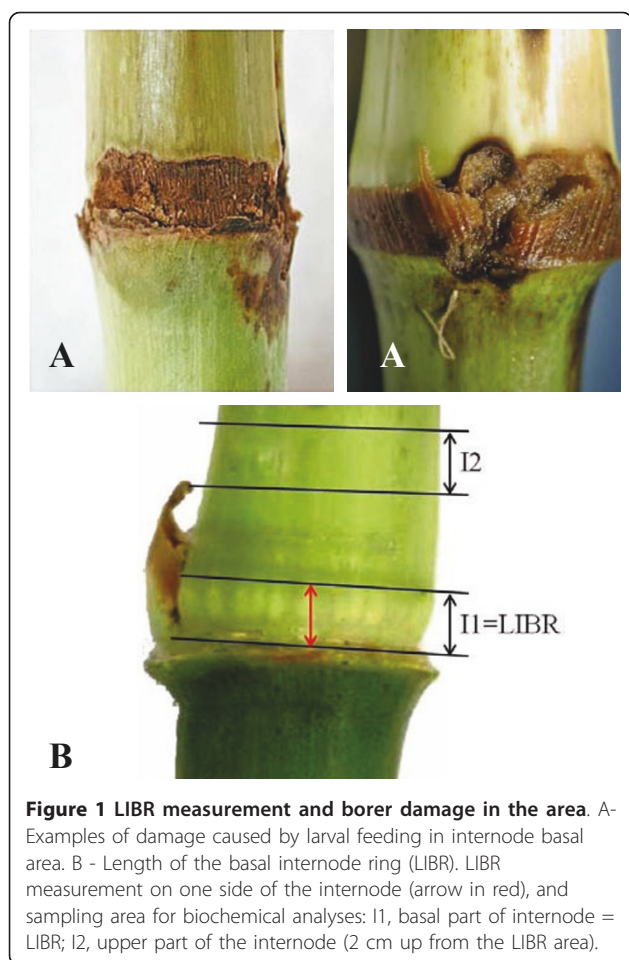 A
A
I2
I1=LIBR
B
Figure 1 LIBR measurement and borer damage in the area. A-
Examples of damage caused by larval feeding in internode basal
area. B - Length of the basal internode ring (LIBR). LIBR
measurement on one side of the internode (arrow in red), and
sampling area for biochemical analyses: I1, basal part of internode =
LIBR; I2, upper part of the internode (2 cm up from the LIBR area).